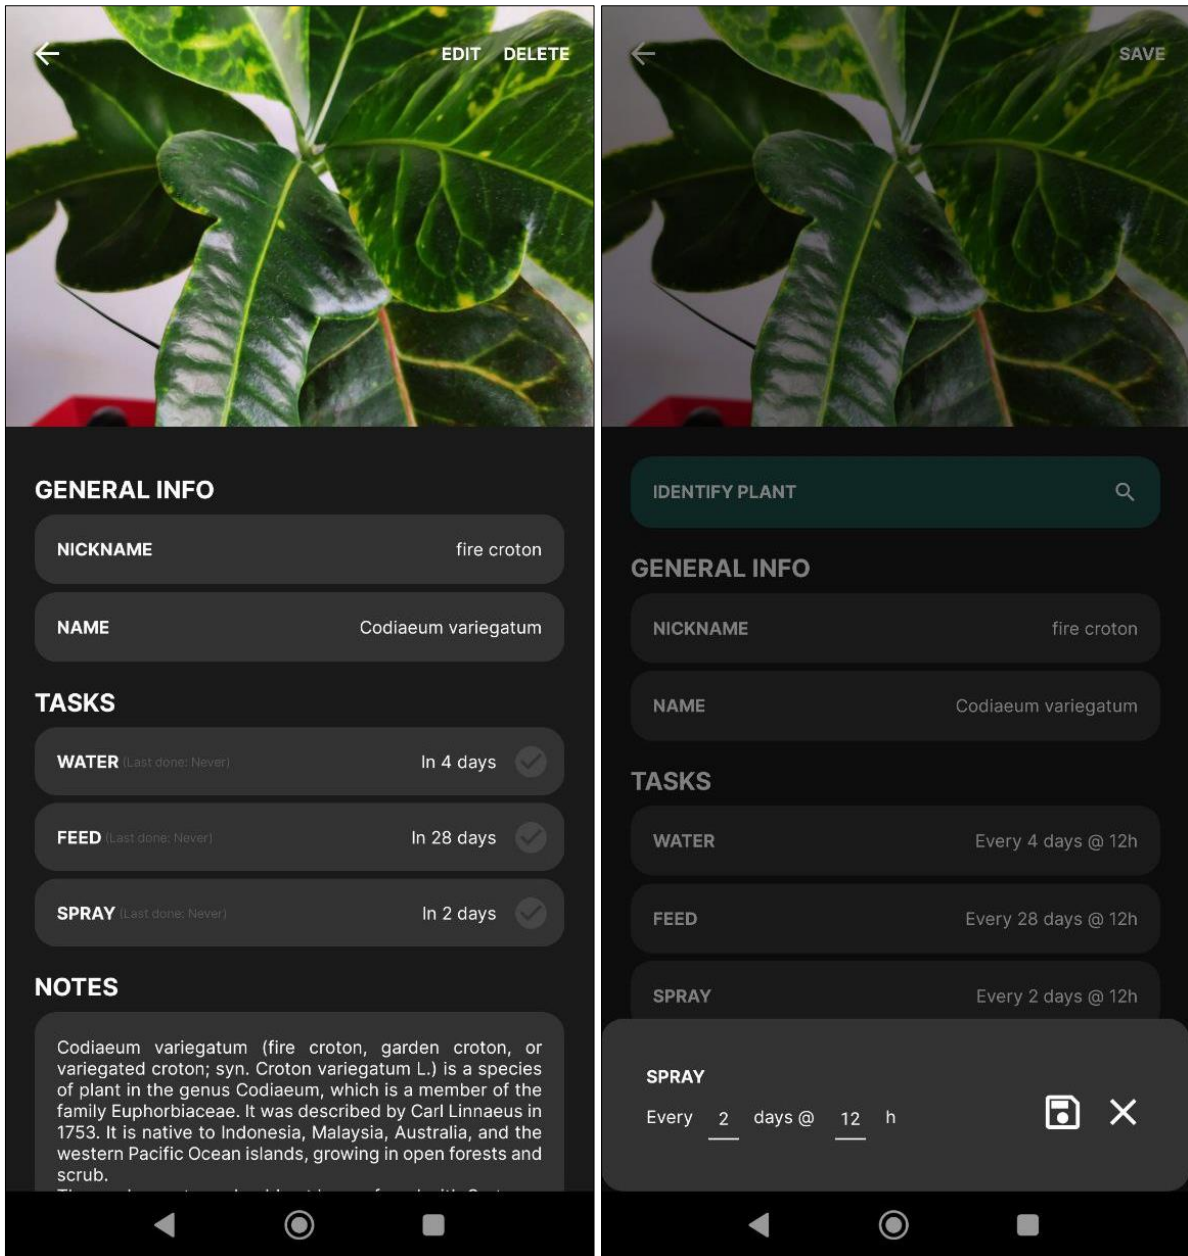 EDIT DELETE
GENERAL INFO
NICKNAME fire croton
NAME Codiaeum variegatum
TASKS
WATER (Last done: Never) In 4 days
FEED (Last done: Never) In 28 days
SPRAY (Last done: Never) In 2 days
NOTES
Codiaeum variegatum (fire croton, garden croton, or
variegated croton; syn. Croton variegatum L.) is a species
of plant in the genus Codiaeum, which is a member of the
family Euphorbiaceae. It was described by Carl Linnaeus in
1753. It is native to Indonesia, Malaysia, Australia, and the
western Pacific Ocean islands, growing in open forests and
scrub.
SAVE
IDENTIFY PLANT
GENERAL INFO
NICKNAME fire croton
NAME Codiaeum variegatum
TASKS
WATER Every 4 days @ 12h
FEED Every 28 days @ 12h
SPRAY Every 2 days @ 12h
SPRAY
Every 2 days @ 12 h